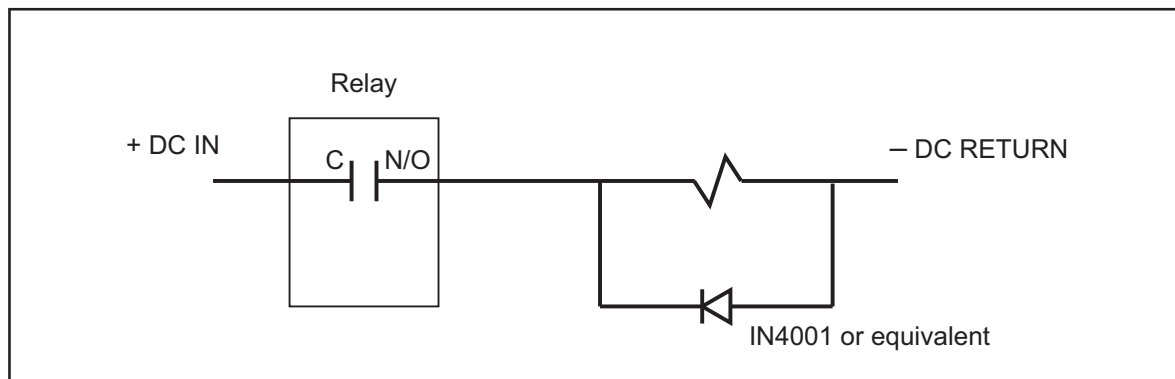 Relay
+ DC IN
C
N/O
– DC RETURN
IN4001 or equivalent